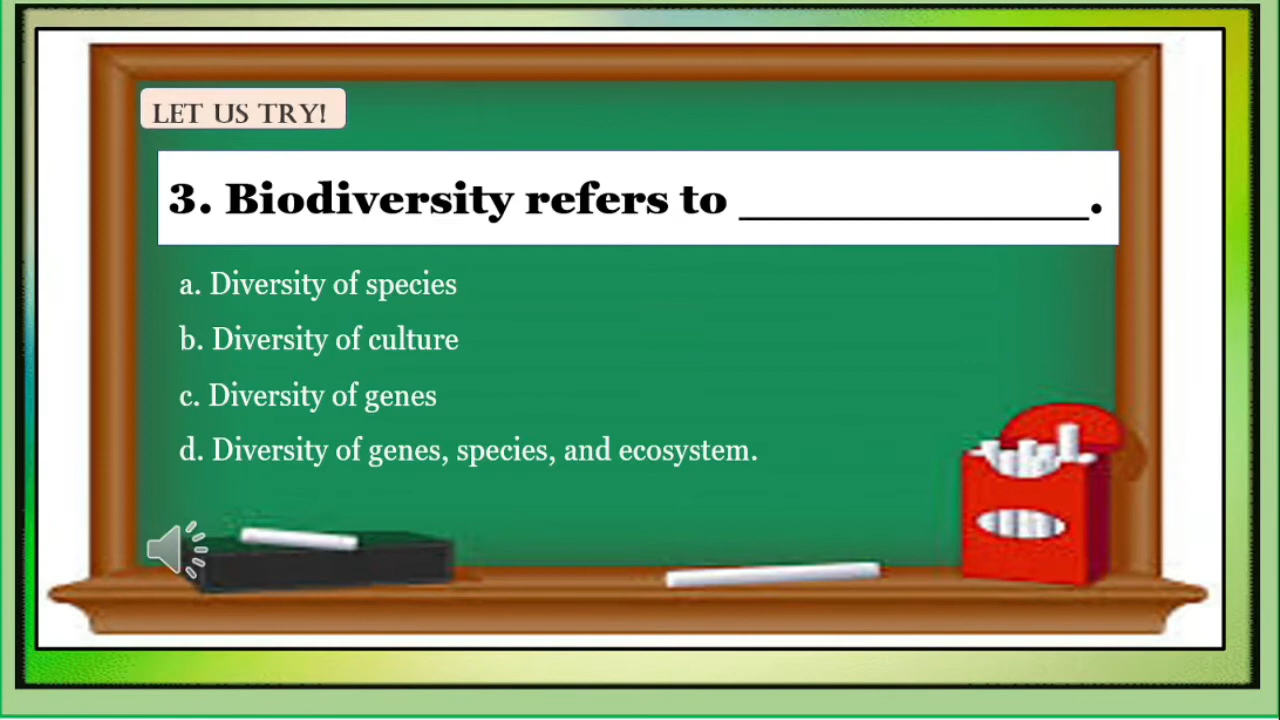 LET US TRY!
3. Biodiversity refers to ______________.
a. Diversity of species
b. Diversity of culture
c. Diversity of genes
d. Diversity of genes, species, and ecosystem.